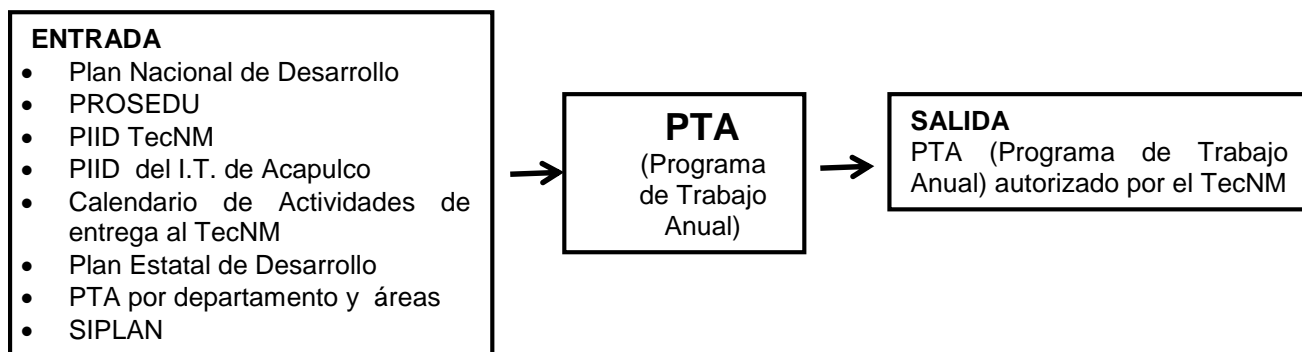 ENTRADA
• Plan Nacional de Desarrollo
• PROSEDU
• PIID TecNM
• PIID del I.T. de Acapulco
• Calendario de Actividades de
entrega al TecNM
• Plan Estatal de Desarrollo
• PTA por departamento y áreas
• SIPLAN
PTA
(Programa
de Trabajo
Anual)
SALIDA
PTA (Programa de Trabajo
Anual) autorizado por el TecNM